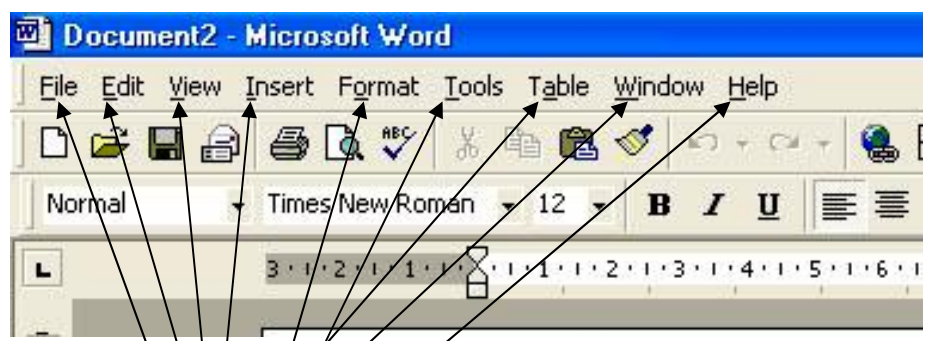 Document2 - Microsoft Word
File Edit View Insert Format Tools Table Window Help
ABC
Normal Times New Roman 12 B I U
L 3 · 2 · 1 · 1 · 2 · 3 · 4 · 5 · 6